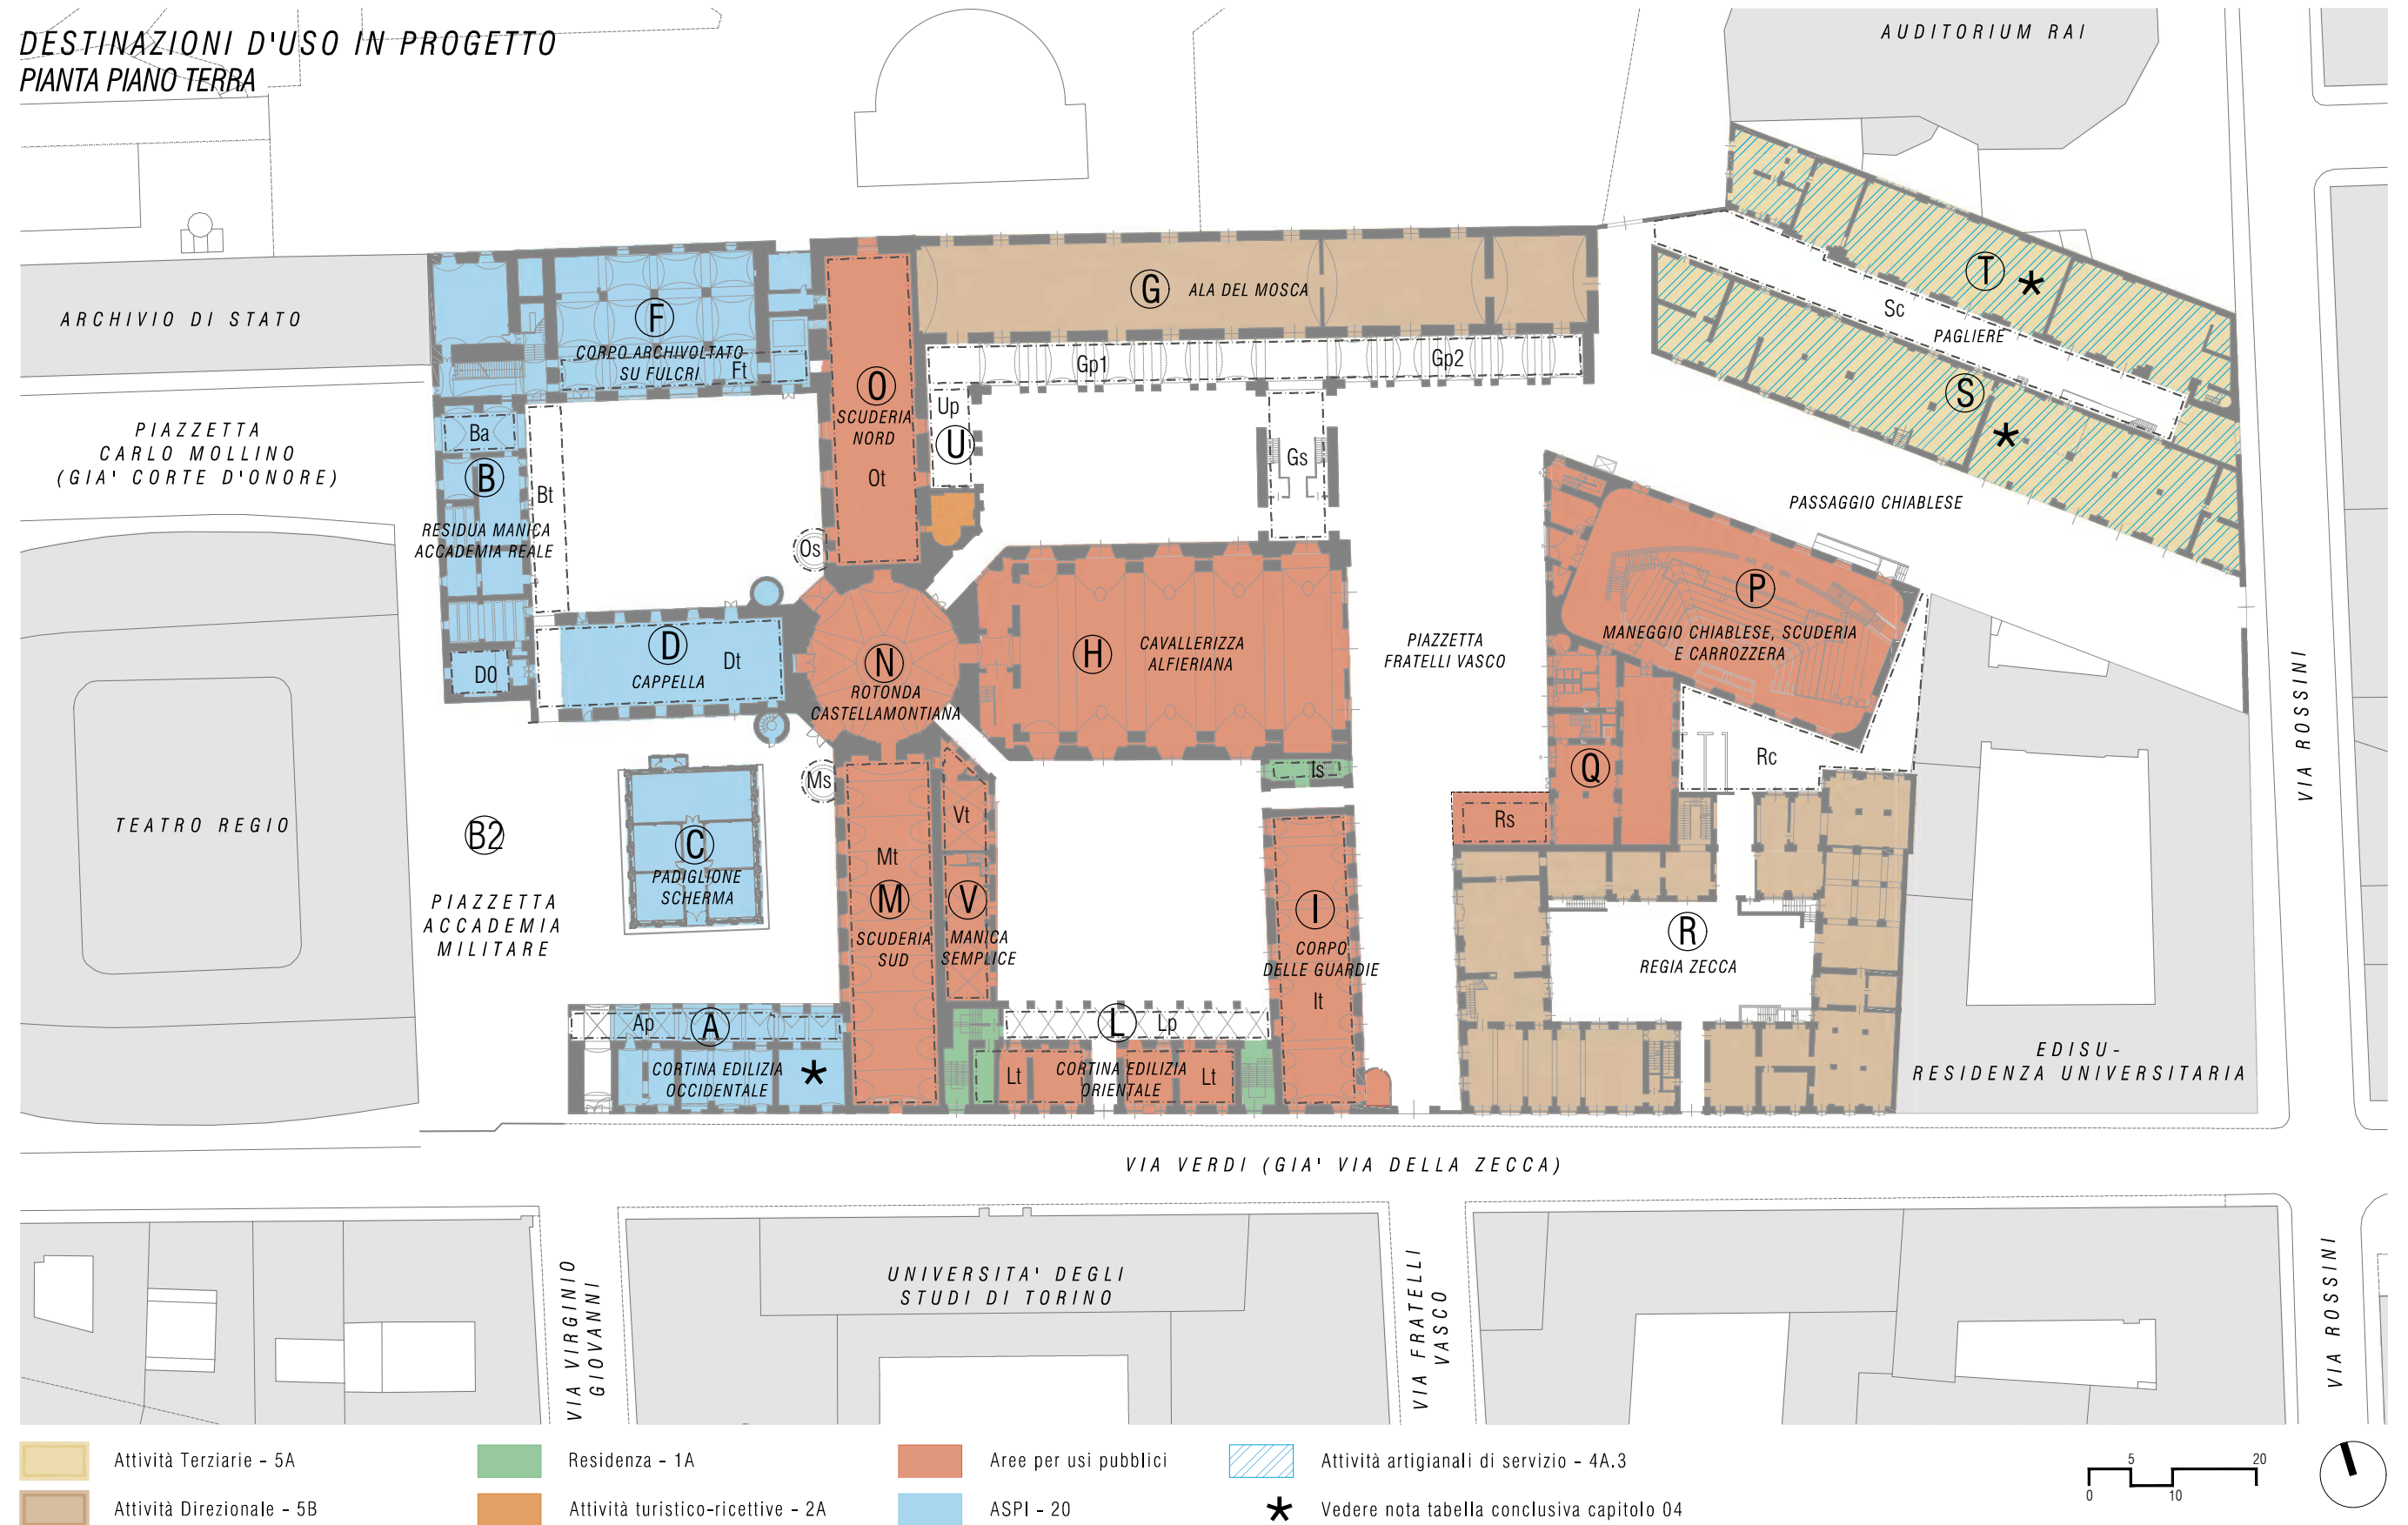 DESTINAZIONI D'USO IN PROGETTO
PIANTA PIANO TERRA
AUDITORIUM RAI
ARCHIVIO DI STATO
F
CORPO ARCHIVOLTATO
SU FULCRI
Ft
O
SCUDERIA
NORD
Ot
G
ALA DEL MOSCA
Gp1
Gp2
Up
U
Gs
T
*
Sc
PAGLIERE
S
*
PASSAGGIO CHIABLESE
PIAZZETTA
CARLO MOLLINO
(GIA' CORTE D'ONORE)
Ba
B
Bt
RESIDUA MANICA
ACCADEMIA REALE
Os
D
Dt
CAPPELLA
D0
N
ROTONDA
CASTELLAMONTIANA
H
CAVALLERIZZA
ALFIERIANA
PIAZZETTA
FRATELLI VASCO
P
MANEGGIO CHIABLESE, SCUDERIA
E CARROZZERA
VIA ROSSINI
Rc
Q
Rs
Is
Ms
TEATRO REGIO
B2
PIAZZETTA
ACCADEMIA
MILITARE
C
PADIGLIONE
SCHERMA
Mt
M
SCUDERIA
SUD
Vt
V
MANICA
SEMPLICE
I
CORPO
DELLE GUARDIE
It
R
REGIA ZECCA
EDISU-
RESIDENZA UNIVERSITARIA
Ap
A
CORTINA EDILIZIA
OCCIDENTALE
*
L
Lp
Lt
CORTINA EDILIZIA
ORIENTALE
Lt
VIA VERDI (GIA' VIA DELLA ZECCA)
VIA VIRGINIO
GIOVANNI
UNIVERSITA' DEGLI
STUDI DI TORINO
VIA FRATELLI
VASCO
VIA ROSSINI
Attività Terziarie - 5A
Attività Direzionale - 5B
Residenza - 1A
Attività turistico-ricettive - 2A
Aree per usi pubblici
ASPI - 20
Attività artigianali di servizio - 4A.3
* Vedere nota tabella conclusiva capitolo 04
5 20
0 10